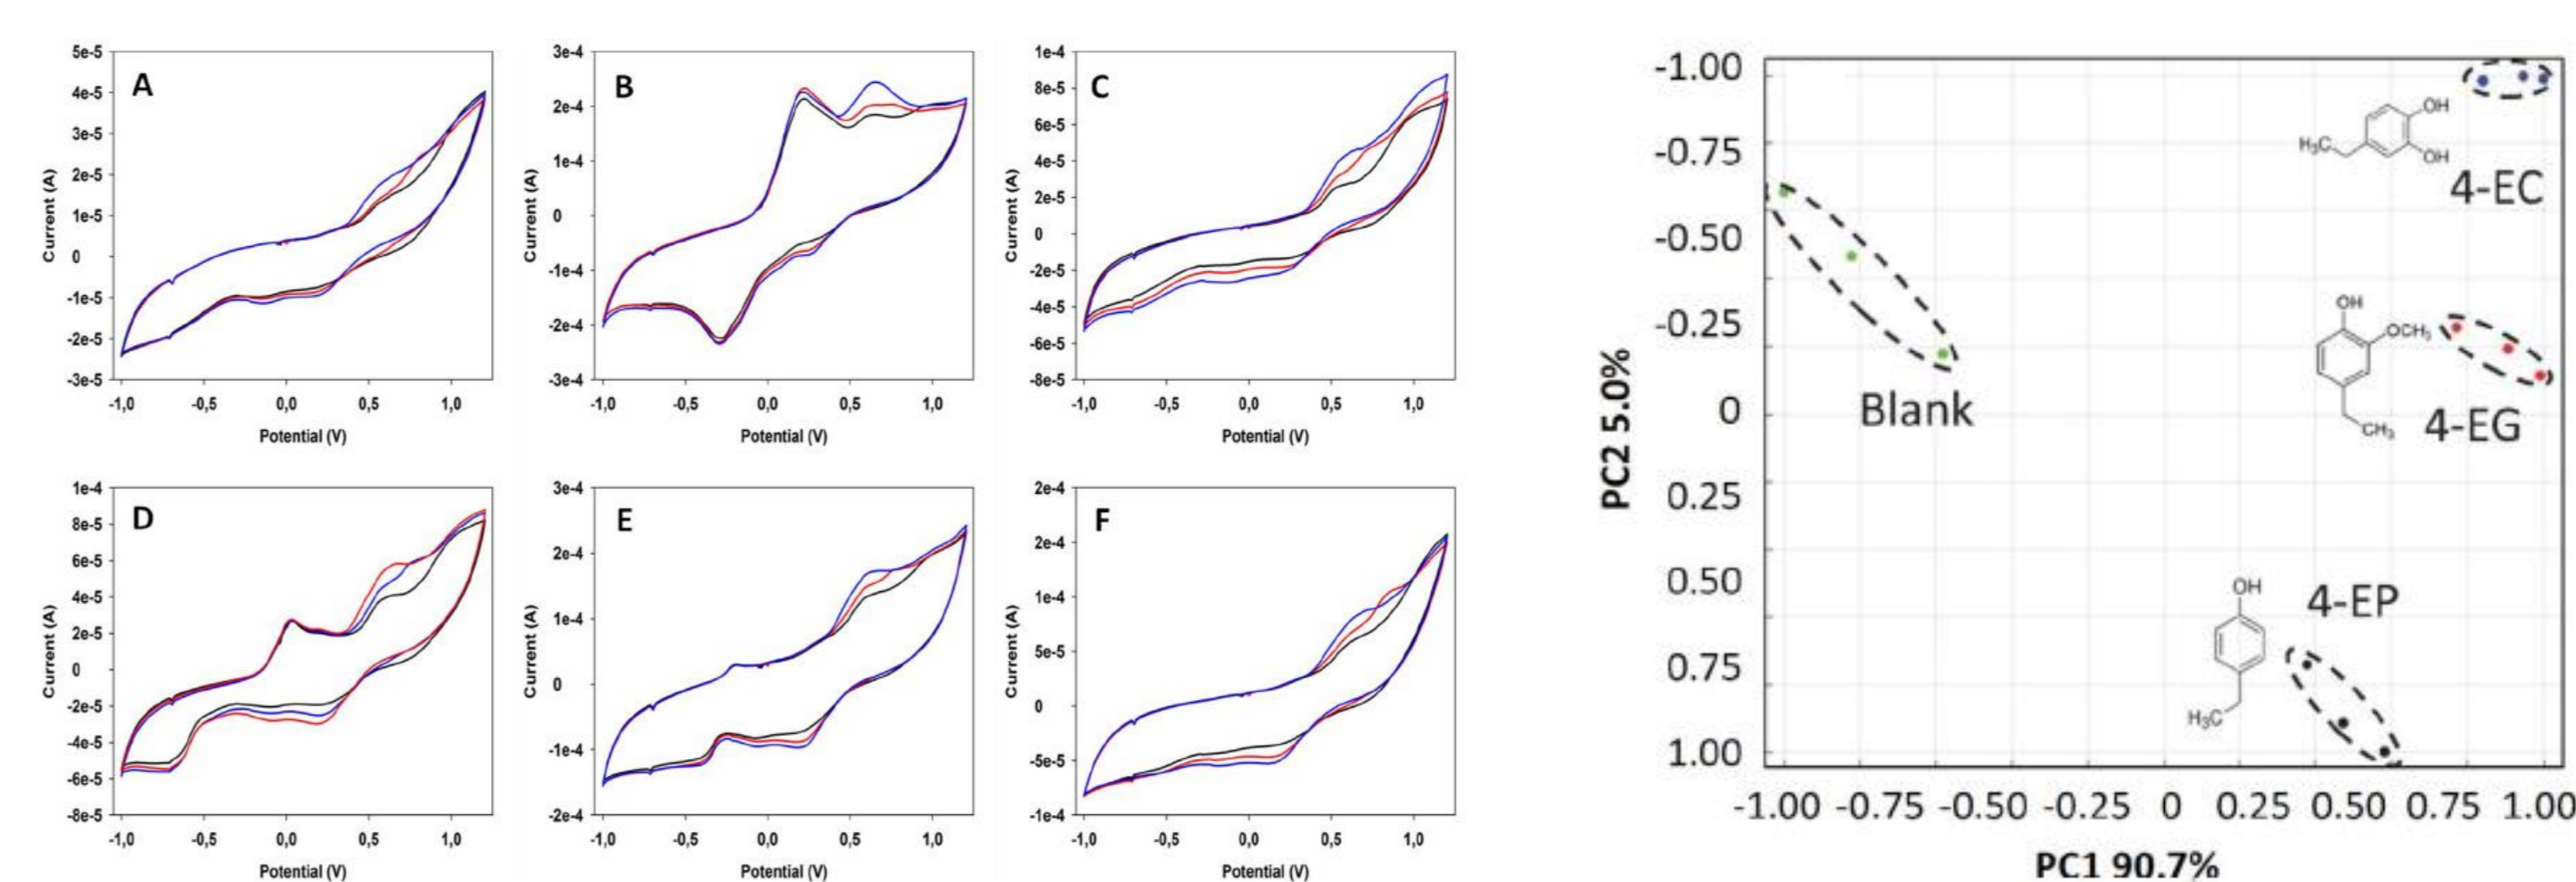 A
5e-5
4e-5
3e-5
2e-5
1e-5
0
-1e-5
-2e-5
-3e-5
Current (A)
-1,0 -0,5 0,0 0,5 1,0
Potential (V)
B
3e-4
2e-4
1e-4
0
-1e-4
-2e-4
-3e-4
Current (A)
-1,0 -0,5 0,0 0,5 1,0
Potential (V)
C
1e-4
8e-5
6e-5
4e-5
2e-5
0
-2e-5
-4e-5
-6e-5
-8e-5
Current (A)
-1,0 -0,5 0,0 0,5 1,0
Potential (V)
D
1e-4
8e-5
6e-5
4e-5
2e-5
0
-2e-5
-4e-5
-6e-5
-8e-5
Current (A)
-1,0 -0,5 0,0 0,5 1,0
Potential (V)
E
3e-4
2e-4
1e-4
0
-1e-4
-2e-4
Current (A)
-1,0 -0,5 0,0 0,5 1,0
Potential (V)
F
2e-4
2e-4
1e-4
5e-5
0
-5e-5
-1e-4
Current (A)
-1,0 -0,5 0,0 0,5 1,0
Potential (V)
-1.00
-0.75
-0.50
-0.25
0
0.25
0.50
0.75
1.00
PC2 5.0%
OH
H₃C
OH
4-EC
Blank
OH
OCH₃
CH₃
4-EG
OH
4-EP
H₃C
-1.00 -0.75 -0.50 -0.25 0 0.25 0.50 0.75 1.00
PC1 90.7%